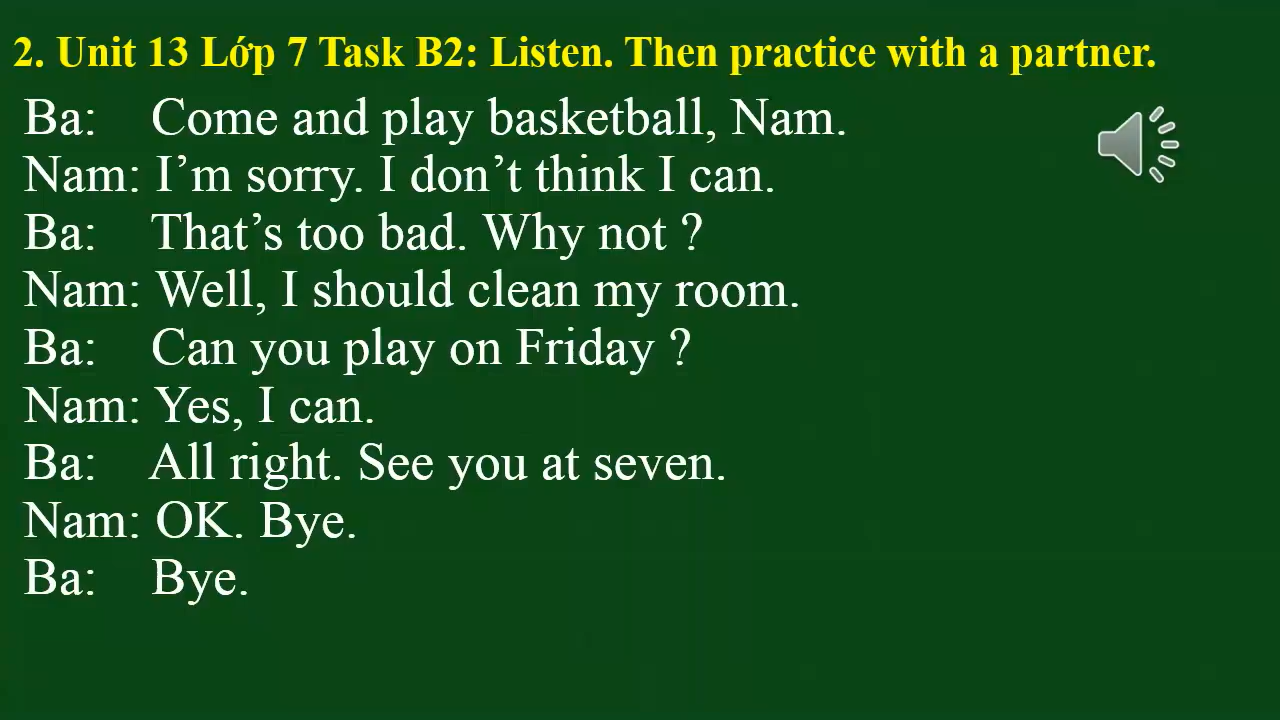 2. Unit 13 Lớp 7 Task B2: Listen. Then practice with a partner.
Ba: Come and play basketball, Nam.
Nam: I’m sorry. I don’t think I can.
Ba: That’s too bad. Why not ?
Nam: Well, I should clean my room.
Ba: Can you play on Friday ?
Nam: Yes, I can.
Ba: All right. See you at seven.
Nam: OK. Bye.
Ba: Bye.